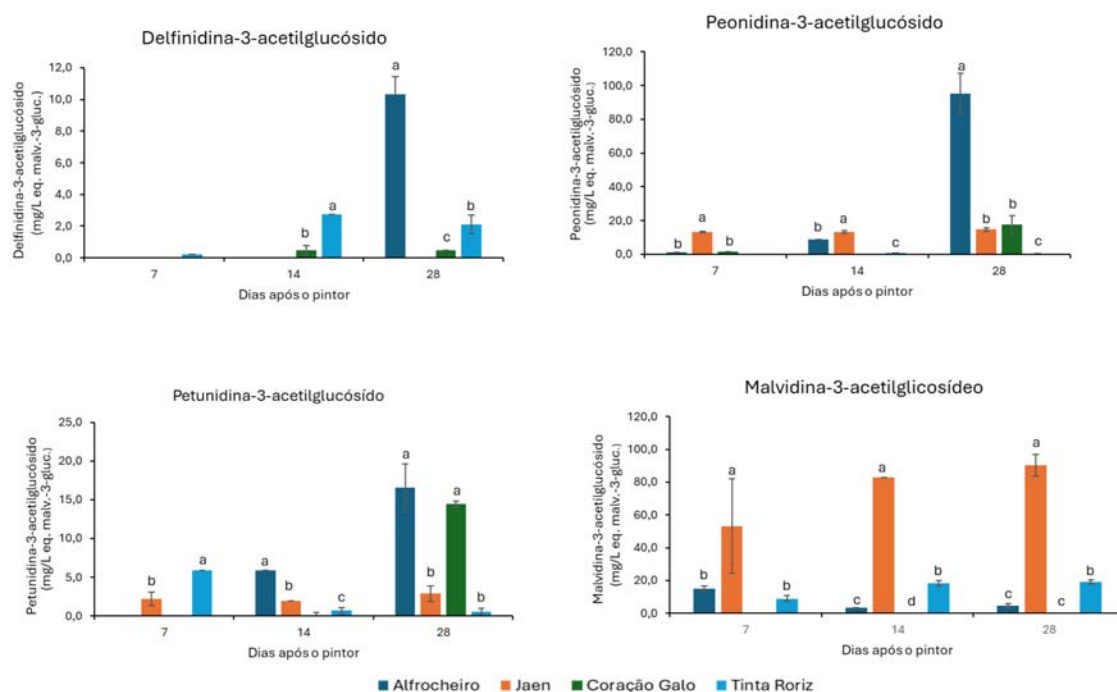 Delfinidina-3-acetilglucósido
Delfinidina-3-acetilglucósido
(mg/L eq. malv.-3-gluc.)
12,0
10,0
8,0
6,0
4,0
2,0
0,0
a
b
a
c
b
7
14
28
Dias após o pintor
Peonidina-3-acetilglucósido
Peonidina-3-acetilglucósido
(mg/L eq. malv.-3-gluc.)
120,0
100,0
80,0
60,0
40,0
20,0
0,0
b
a
b
b
a
c
a
b
b
c
7
14
28
Dias após o pintor
Petunidina-3-acetilglucósído
Petunidina-3-acetilglucósido
(mg/L eq. malv.-3-gluc.)
25,0
20,0
15,0
10,0
5,0
0,0
b
a
a
b
c
a
b
a
b
7
14
28
Dias após o pintor
Malvidina-3-acetilglicosídeo
Malvidina-3-acetilglucósido
(mg/L eq. malv.-3-gluc.)
120,0
100,0
80,0
60,0
40,0
20,0
0,0
b
a
b
c
a
d
b
c
a
c
b
7
14
28
Dias após o pintor
Alfrocheiro Jaen Coração Galo Tinta Roriz